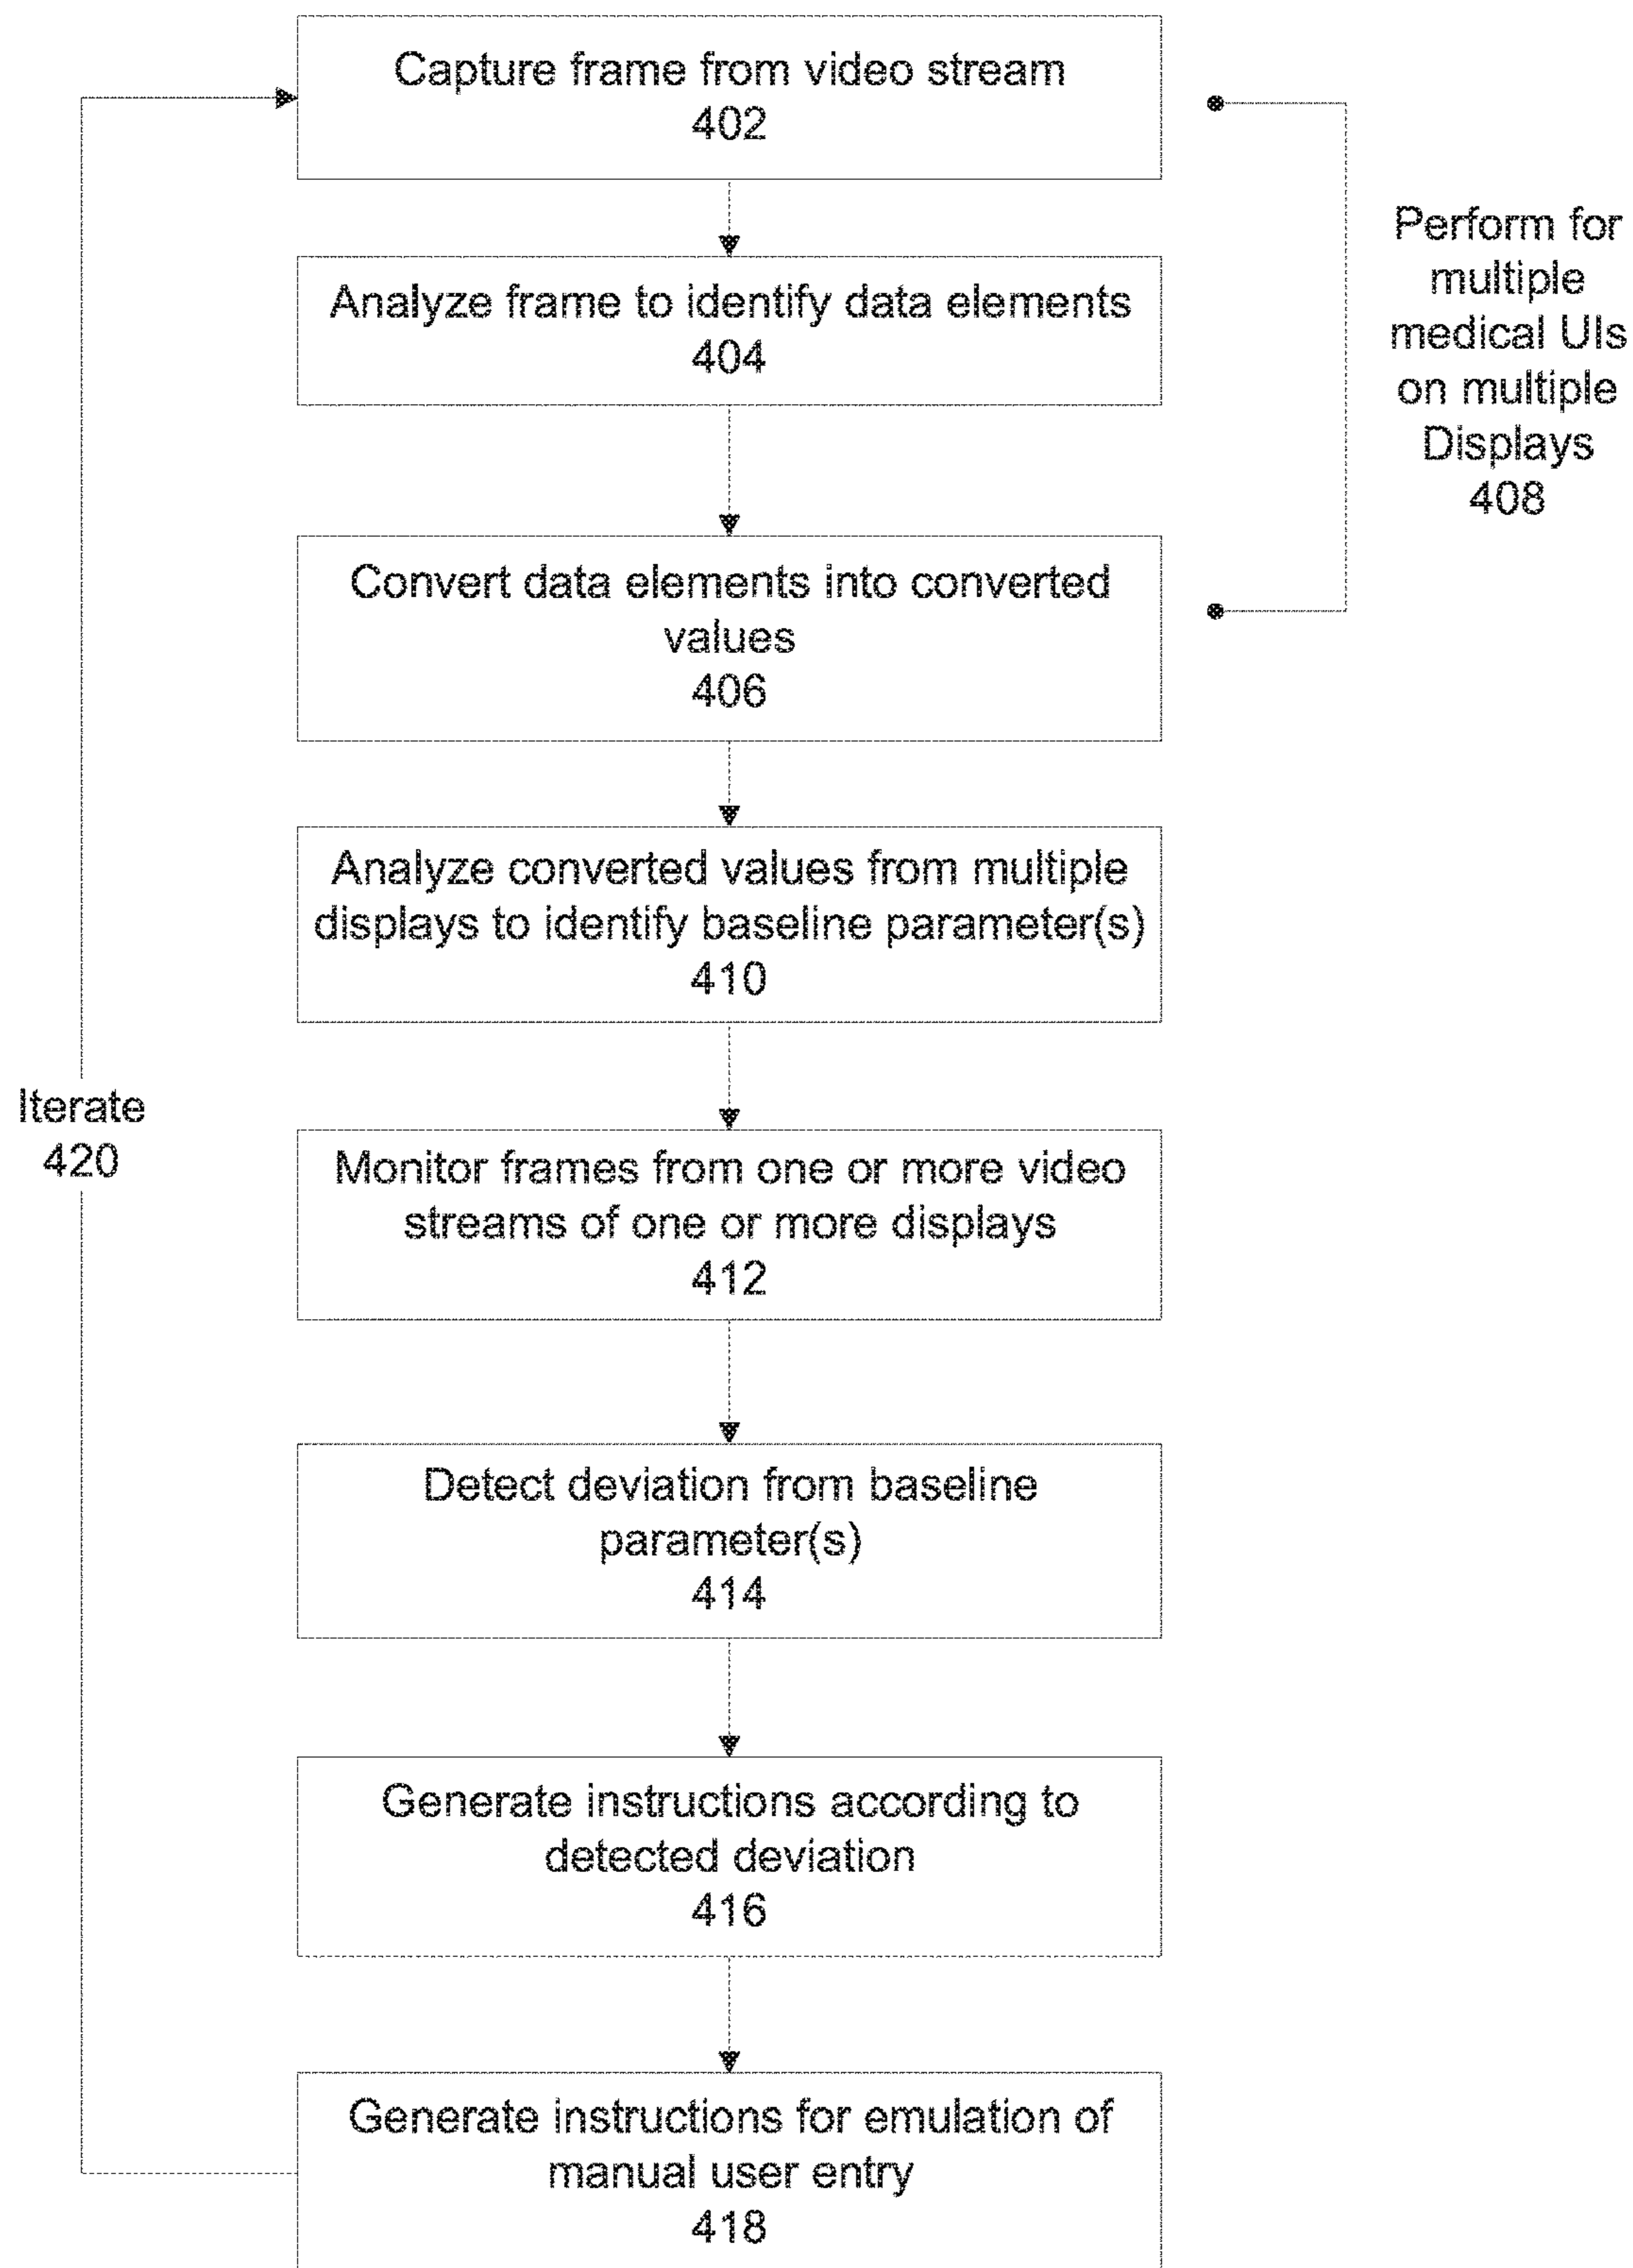 Capture frame from video stream
402
Perform for
multiple
medical UIs
on multiple
Displays
408
Analyze frame to identify data elements
404
Convert data elements into converted
values
406
Analyze converted values from multiple
displays to identify baseline parameter(s)
410
Iterate
420
Monitor frames from one or more video
streams of one or more displays
412
Detect deviation from baseline
parameter(s)
414
Generate instructions according to
detected deviation
416
Generate instructions for emulation of
manual user entry
418